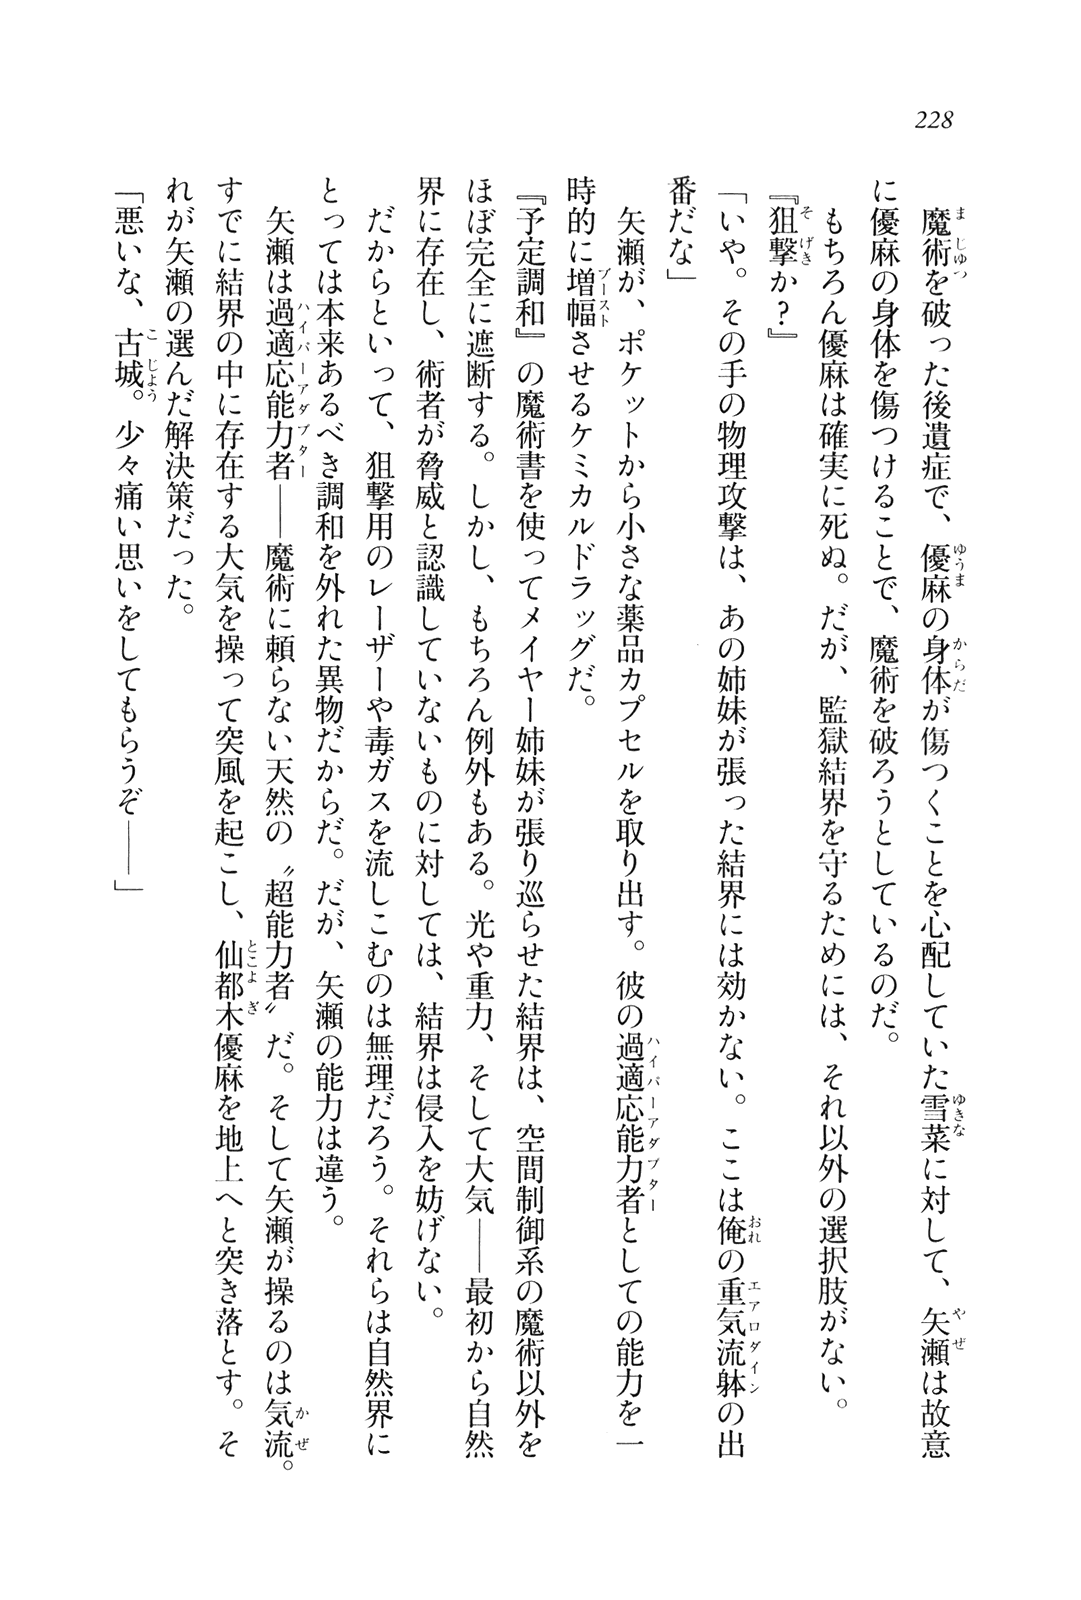 228
魔術を破った後遺症で、優麻の身体が傷つくことを心配していた雪菜に対して、矢瀬は故意
に優麻の身体を傷つけることで、魔術を破ろうとしているのだ。
もちろん優麻は確実に死ぬ。だが、監獄結界を守るためには、それ以外の選択肢がない。
『狙撃か？』
「いや。その手の物理攻撃は、あの姉妹が張った結界には効かない。ここは俺の重気流躰の出
番だな」
矢瀬が、ポケットから小さな薬品カプセルを取り出す。彼の過適応能力者としての能力を一
時的に増幅させるケミカルドラッグだ。
『予定調和』の魔術書を使ってメイヤー姉妹が張り巡らせた結界は、空間制御系の魔術以外を
ほぼ完全に遮断する。しかし、もちろん例外もある。光や重力、そして大気――最初から自然
界に存在し、術者が脅威と認識していないものに対しては、結界は侵入を妨げない。
だからといって、狙撃用のレーザーや毒ガスを流しこむのは無理だろう。それらは自然界に
とっては本来あるべき調和を外れた異物だからだ。だが、矢瀬の能力は違う。
矢瀬は過適応能力者――魔術に頼らない天然の〝超能力者〟だ。そして矢瀬が操るのは気流。
すでに結界の中に存在する大気を操って突風を起こし、仙都木優麻を地上へと突き落とす。そ
れが矢瀬の選んだ解決策だった。
「悪いな、古城。少々痛い思いをしてもらうぞ――」